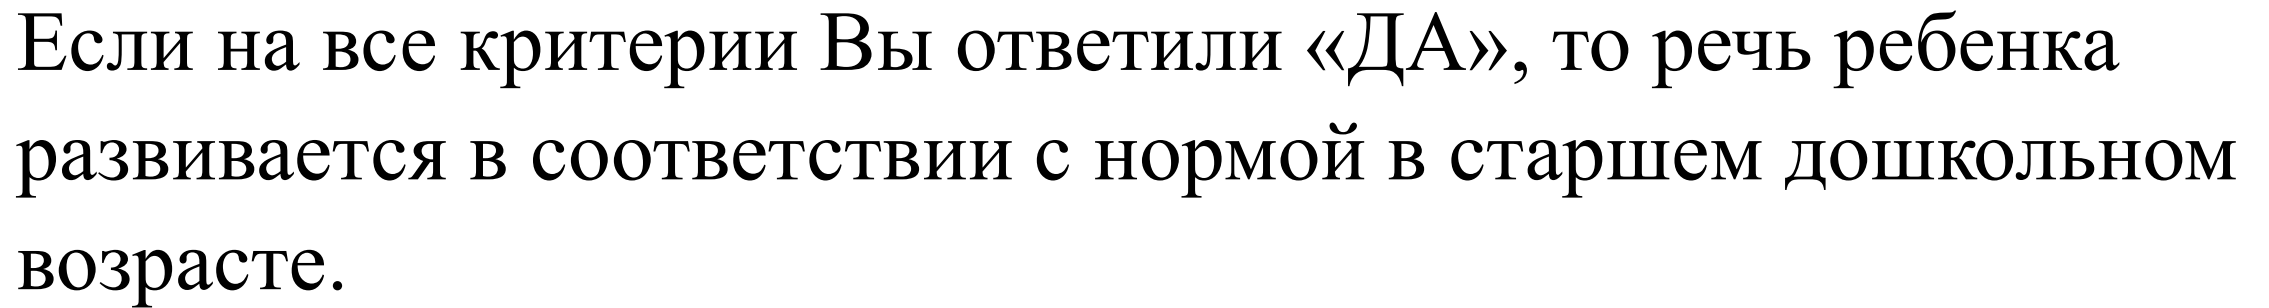 Если на все критерии Вы ответили «ДА», то речь ребенка
развивается в соответствии с нормой в старшем дошкольном
возрасте.